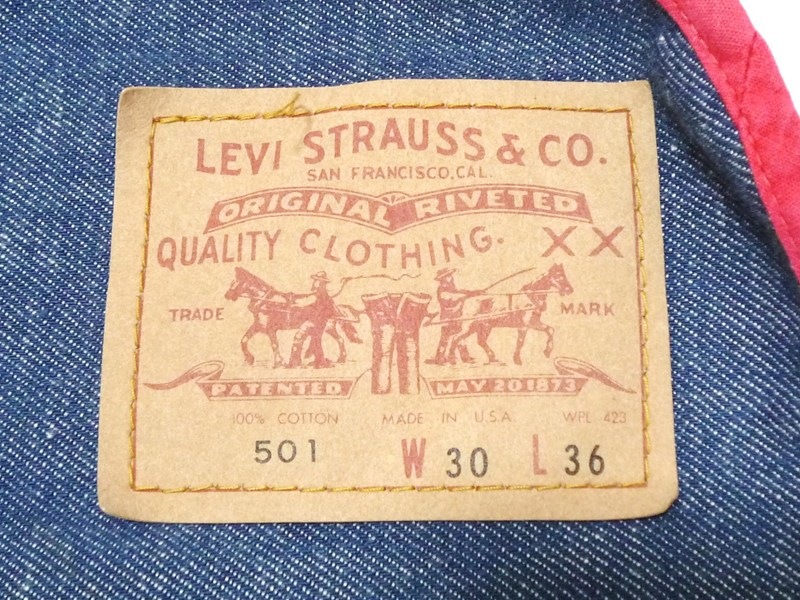 LEVI STRAUSS & CO.
SAN FRANCISCO, CAL.
ORIGINAL RIVETED
QUALITY CLOTHING. XX
TRADE MARK
PATENTED MAY 20 1873
100% COTTON MADE IN U.S.A. WPL 423
501 W 30 L 36